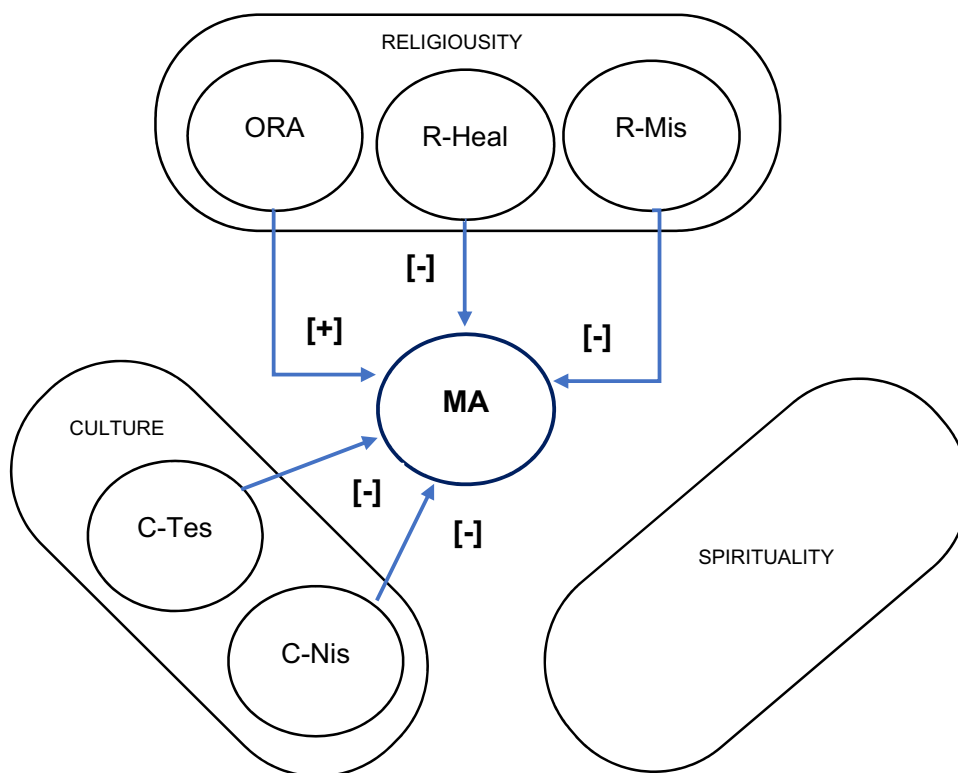 RELIGIOUSITY
ORA
R-Heal
R-Mis
[-]
[+]
[-]
MA
CULTURE
[-]
C-Tes
[-]
SPIRITUALITY
C-Nis